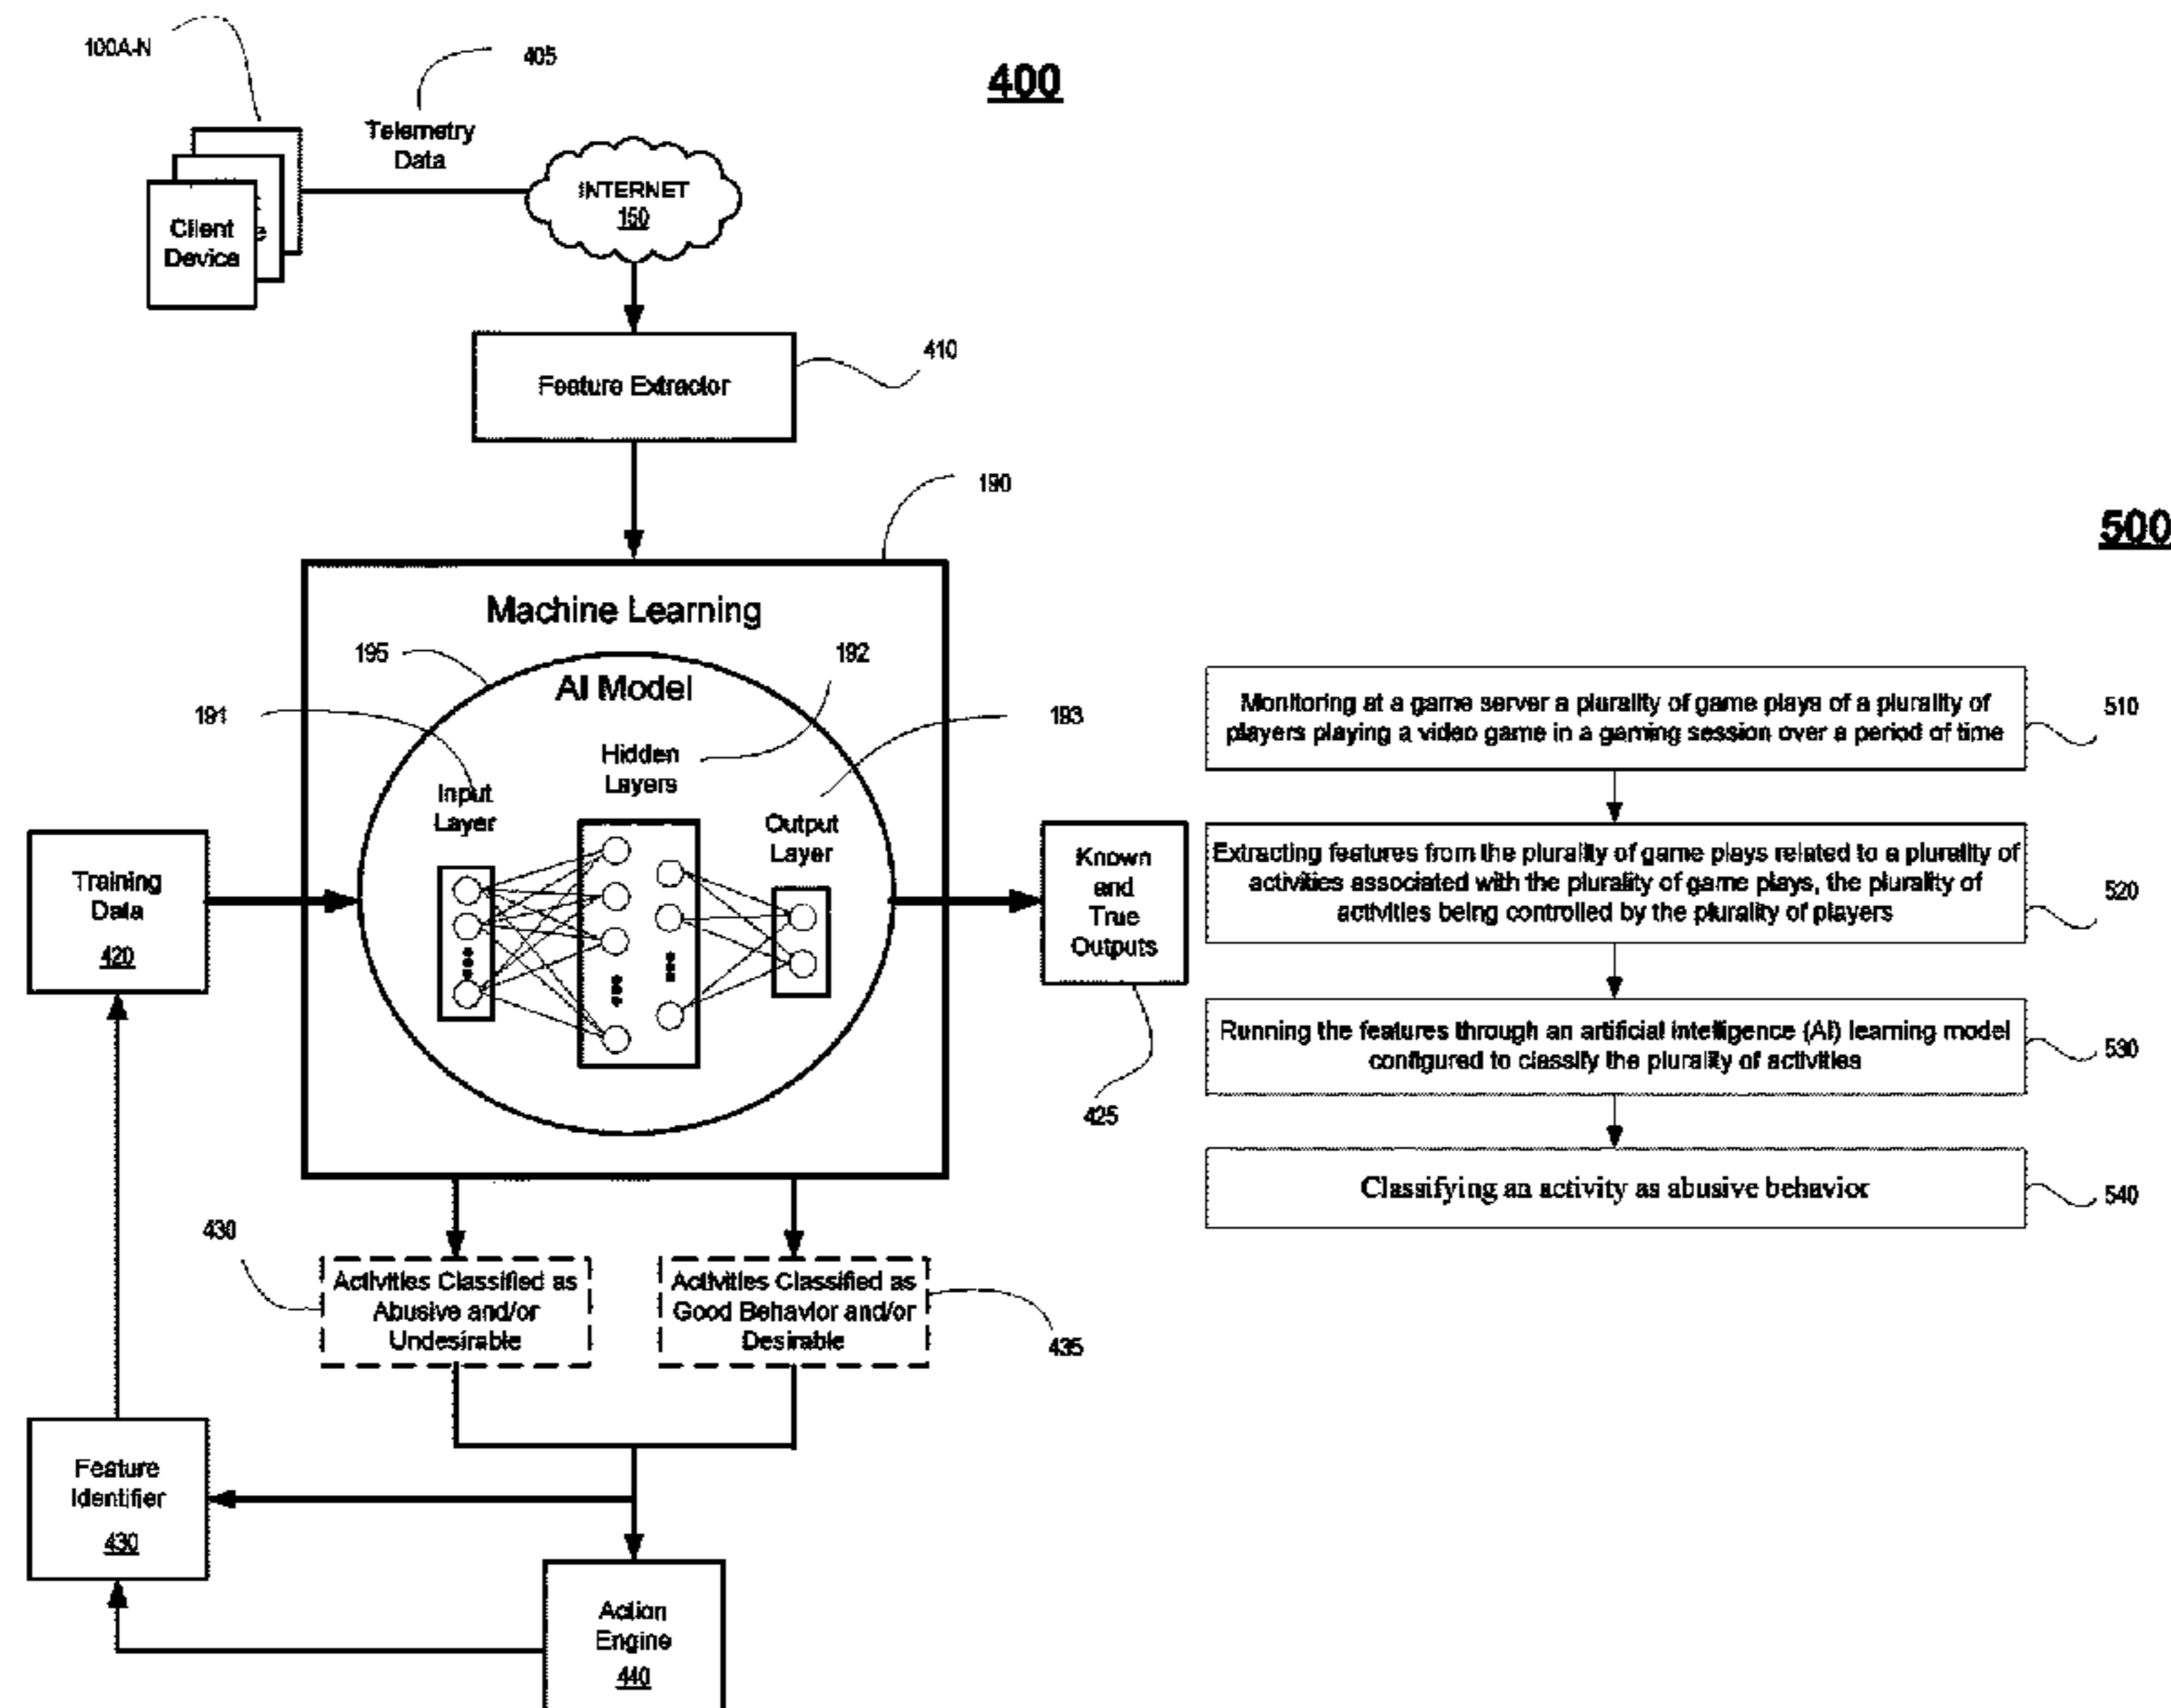 100A-N
405
400
Telemetry
Data
INTERNET
150
Client
Device
e
410
Feature Extractor
190
500
Machine Learning
195
192
AI Model
191
193
Hidden
Layers
Input
Layer
Output
Layer
Training
Data
420
Known
and
True
Outputs
425
430
Activities Classified as
Abusive and/or
Undesirable
Activities Classified as
Good Behavior and/or
Desirable
435
Feature
Identifier
430
Action
Engine
440
Monitoring at a game server a plurality of game plays of a plurality of
players playing a video game in a gaming session over a period of time
510
Extracting features from the plurality of game plays related to a plurality of
activities associated with the plurality of game plays, the plurality of
activities being controlled by the plurality of players
520
Running the features through an artificial intelligence (AI) learning model
configured to classify the plurality of activities
530
Classifying an activity as abusive behavior
540